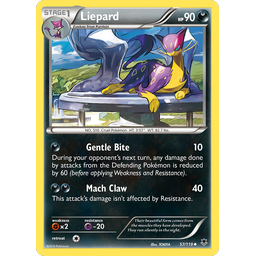 STAGE 1
Liepard
HP 90
Evolves from Purrloin
NO. 510 Cruel Pokémon HT: 3'07" WT: 82.7 lbs.
Gentle Bite 10
During your opponent's next turn, any damage done
by attacks from the Defending Pokémon is reduced
by 60 (before applying Weakness and Resistance).
Mach Claw 40
This attack's damage isn't affected by Resistance.
weakness
×2
resistance
-20
retreat
Their beautiful form comes from
the muscles they have developed.
They run silently in the night.
57/119